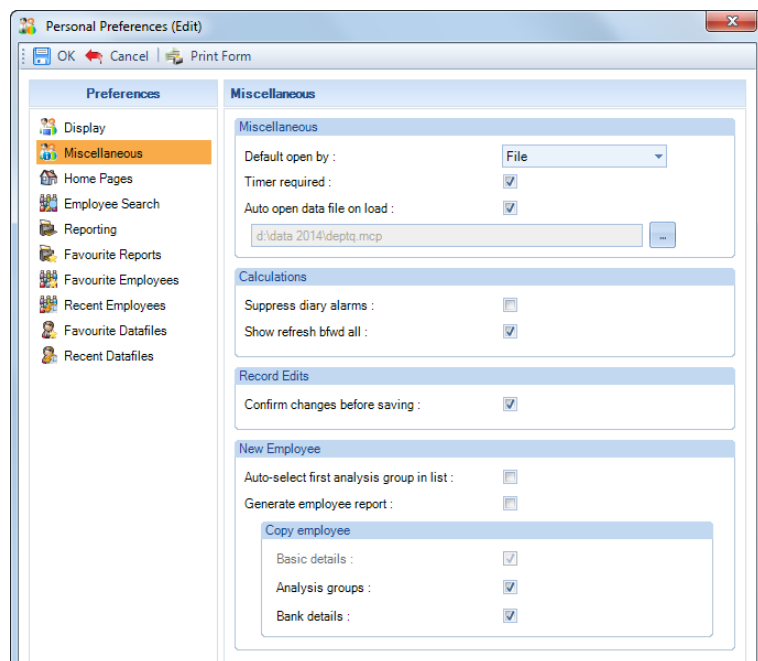 Personal Preferences (Edit)
OK Cancel Print Form
Preferences
Display
Miscellaneous
Home Pages
Employee Search
Reporting
Favourite Reports
Favourite Employees
Recent Employees
Favourite Datafiles
Recent Datafiles
Miscellaneous
Miscellaneous
Default open by : File
Timer required :
Auto open data file on load :
d:\data 2014\deptq.mcp ...
Calculations
Suppress diary alarms :
Show refresh bfwd all :
Record Edits
Confirm changes before saving :
New Employee
Auto-select first analysis group in list :
Generate employee report :
Copy employee
Basic details :
Analysis groups :
Bank details :